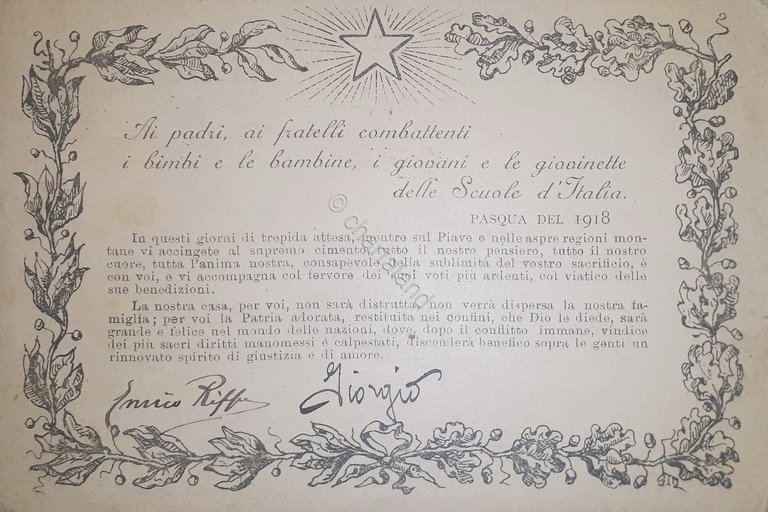 Ai padri, ai fratelli combattenti
i bimbi e le bambine, i giovani e le giovinette
delle Scuole d'Italia.
PASQUA DEL 1918
In questi giorni di trepida attesa, mentre sul Piave e nelle aspre regioni mon-
tane vi accingete al supremo cimento, tutto il nostro pensiero, tutto il nostro
cuore, tutta l'anima nostra, consapevole della sublimità del vostro sacrificio, è
con voi, e vi accompagna col fervore dei suoi voti più ardenti, col viatico delle
sue benedizioni.
La nostra casa, per voi, non sarà distrutta, non verrà dispersa la nostra fa-
miglia; per voi la Patria adorata, restituita nei confini, che Dio le diede, sarà
grande e felice nel mondo delle nazioni, dove, dopo il conflitto immane, vindice
dei più sacri diritti manomessi e calpestati, discenderà benefico sopra le genti un
rinnovato spirito di giustizia e di amore.
Enrico Giorgio